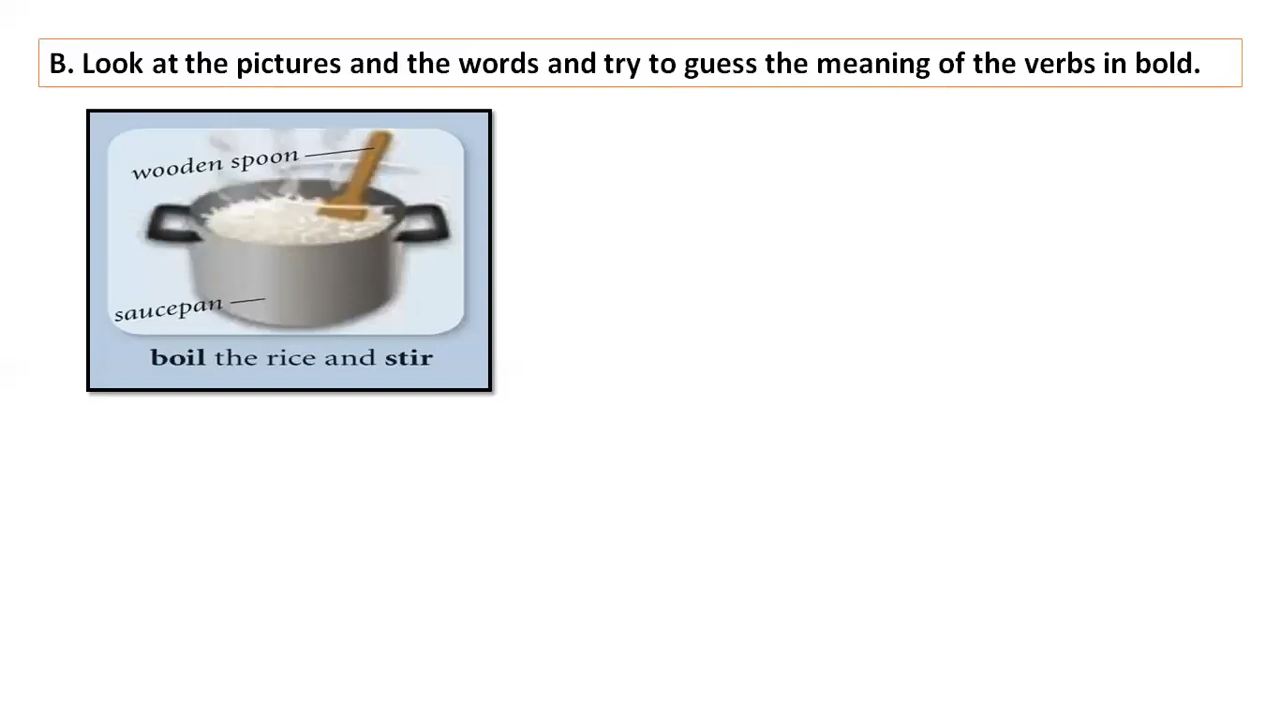 B. Look at the pictures and the words and try to guess the meaning of the verbs in bold.
wooden spoon
saucepan
boil the rice and stir